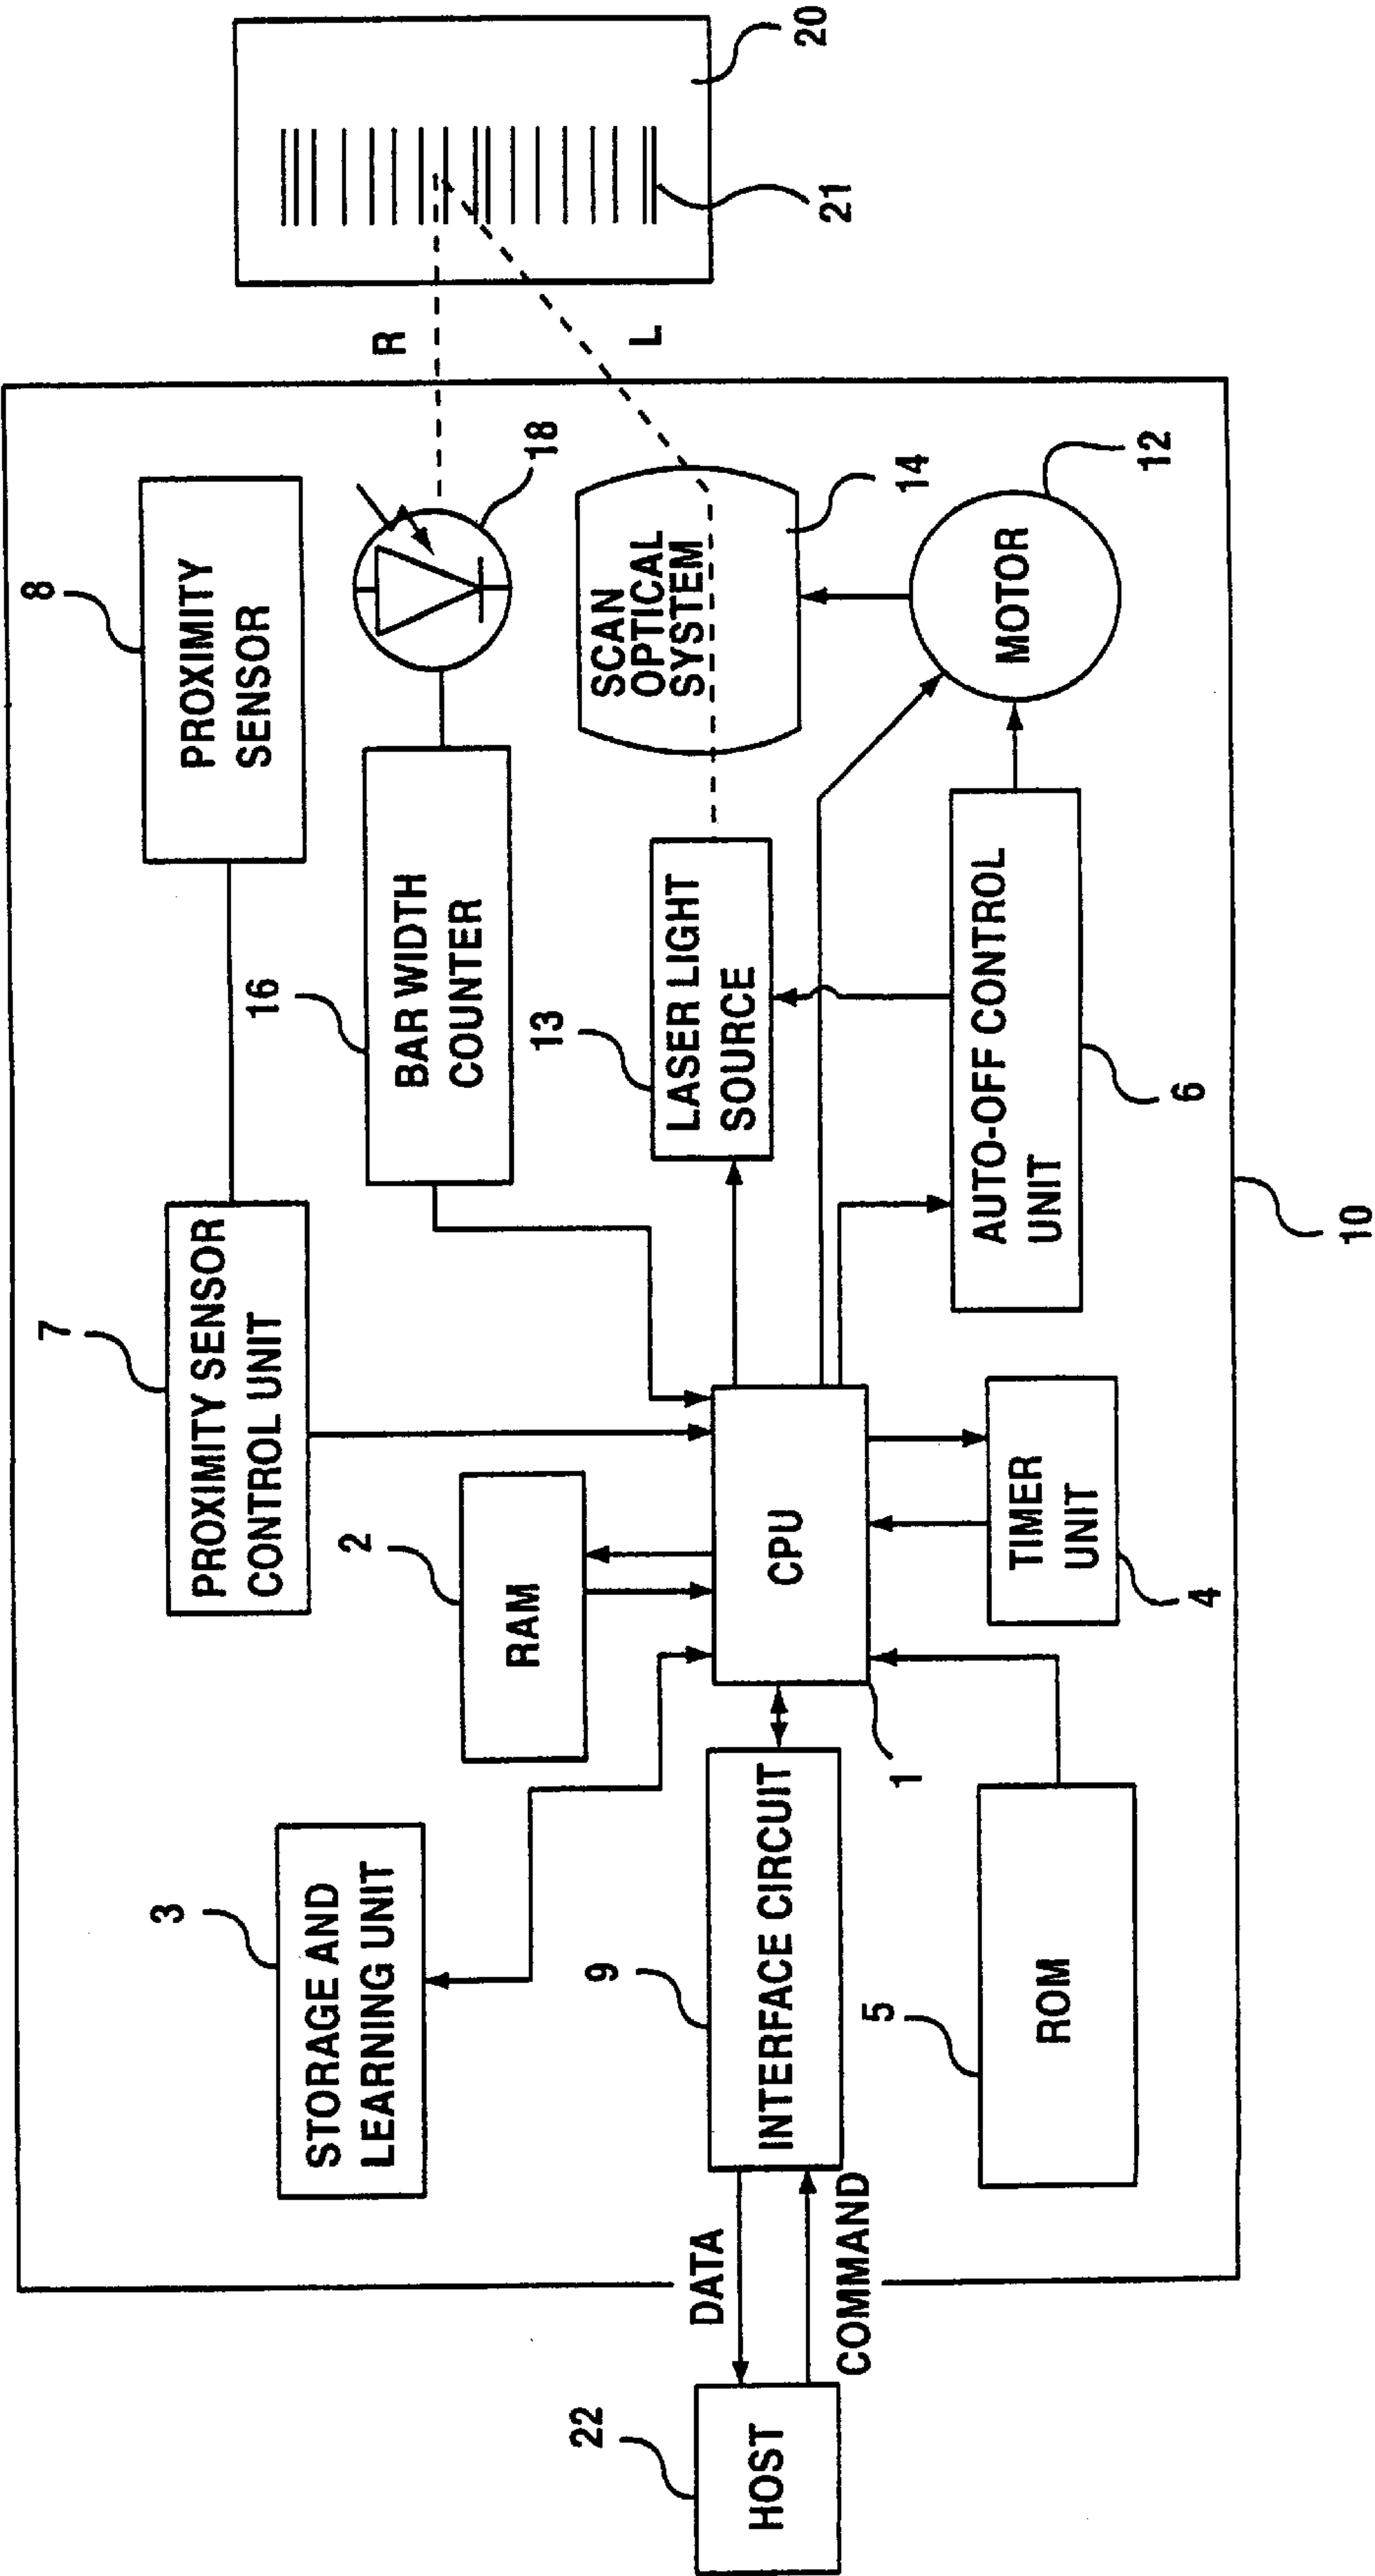 8
PROXIMITY
SENSOR
7
PROXIMITY SENSOR
CONTROL UNIT
3
STORAGE AND
LEARNING UNIT
2
RAM
16
BAR WIDTH
COUNTER
18
R
L
20
21
13
LASER LIGHT
SOURCE
SCAN
OPTICAL
SYSTEM
14
MOTOR
12
AUTO-OFF CONTROL
UNIT
6
CPU
1
TIMER
UNIT
4
9
INTERFACE CIRCUIT
5
ROM
DATA
COMMAND
22
HOST
10